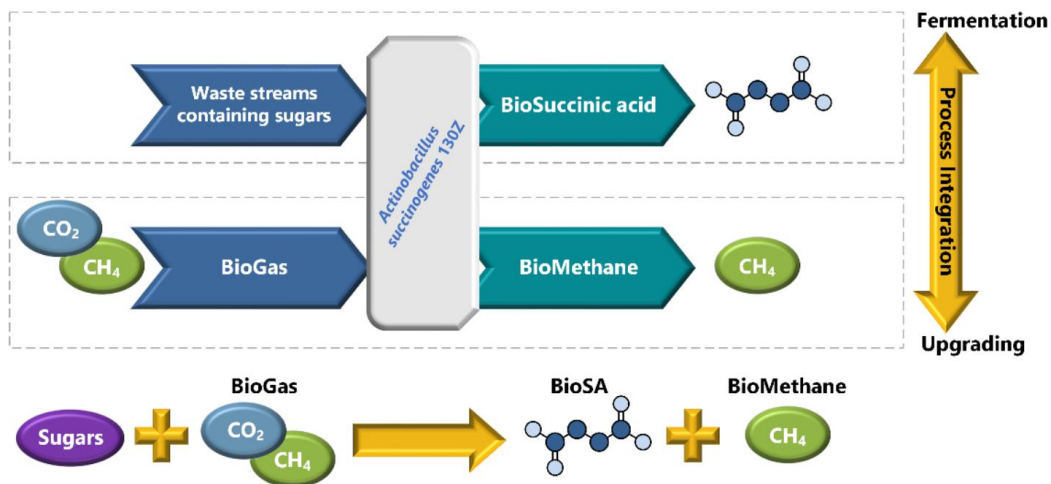 Fermentation
Waste streams
containing sugars
BioSuccinic acid
Actinobacillus
succinogenes 130Z
Process Integration
CO₂
CH₄
BioGas
BioMethane
CH₄
Upgrading
BioGas
BioSA
BioMethane
Sugars
CO₂
CH₄
CH₄